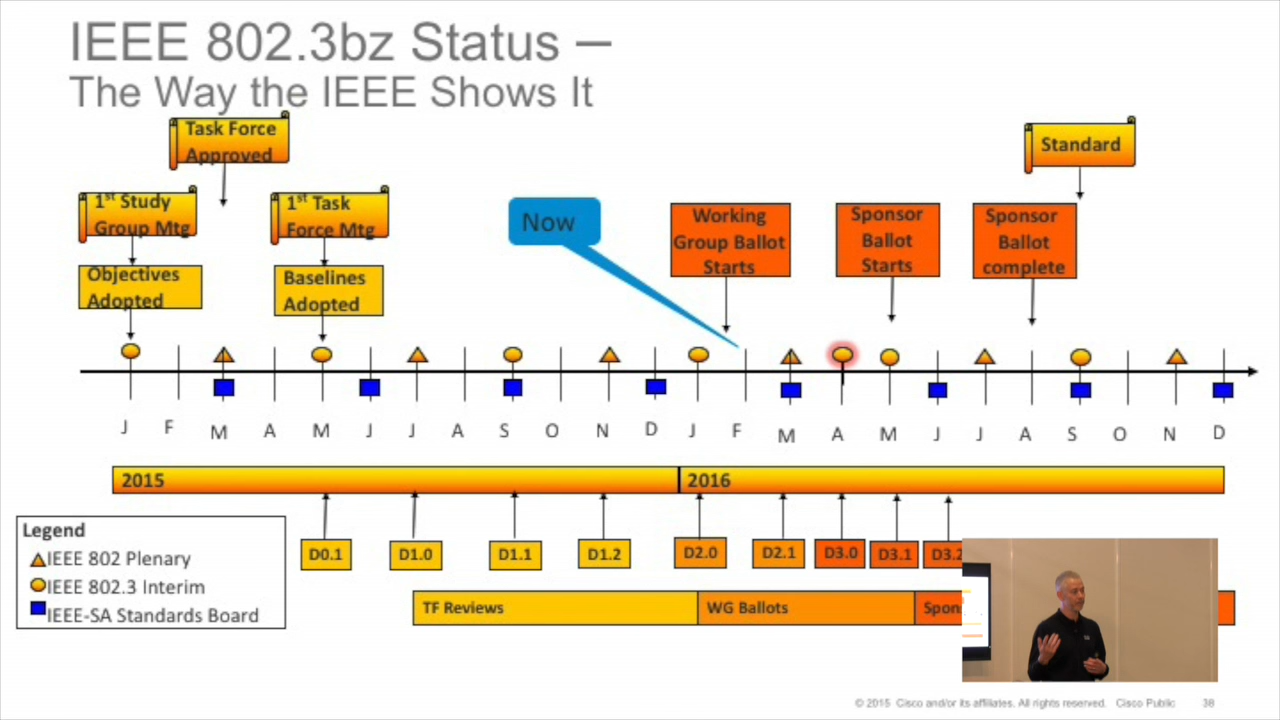 IEEE 802.3bz Status –
The Way the IEEE Shows It
Task Force
Approved
Standard
1st Study
Group Mtg
1st Task
Force Mtg
Now
Working
Group Ballot
Starts
Sponsor
Ballot
Starts
Sponsor
Ballot
complete
Objectives
Adopted
Baselines
Adopted
J F M A M J J A S O N D J F M A M J J A S O N D
2015 2016
Legend
IEEE 802 Plenary
IEEE 802.3 Interim
IEEE-SA Standards Board
D0.1 D1.0 D1.1 D1.2 D2.0 D2.1 D3.0 D3.1 D3.2
TF Reviews WG Ballots Spon
© 2015 Cisco and/or its affiliates. All rights reserved. Cisco Public 38